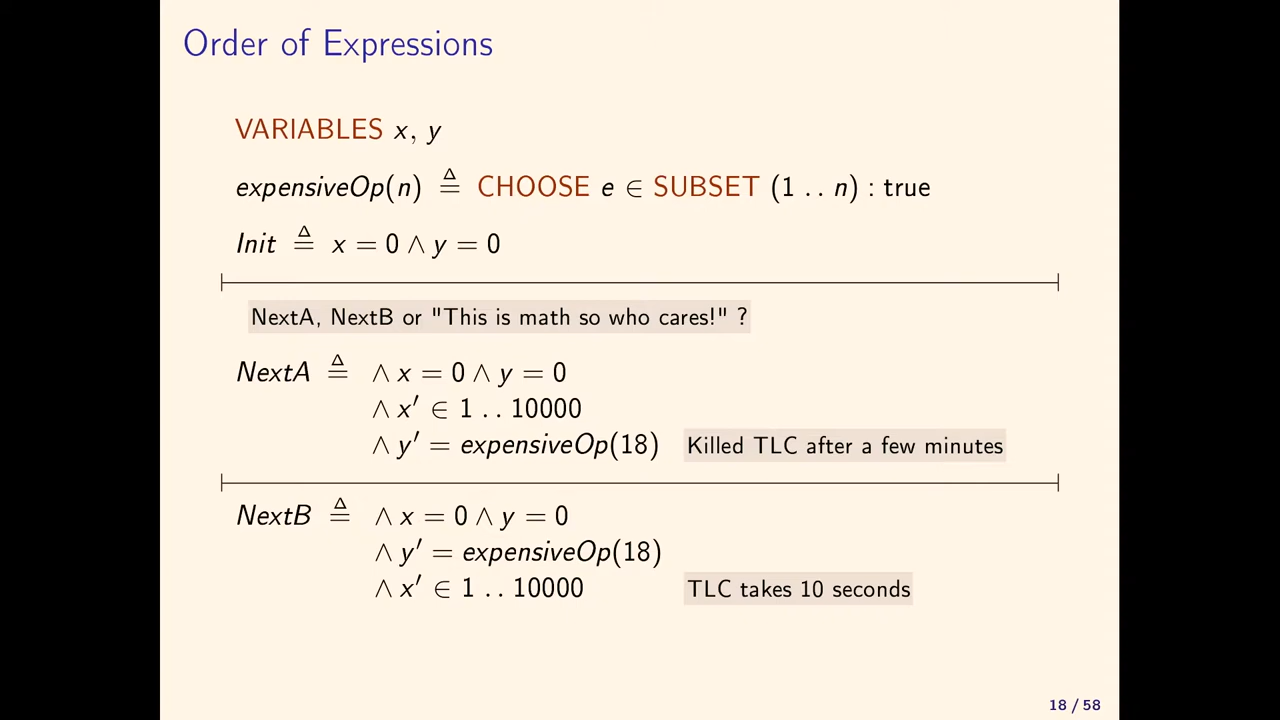 Order of Expressions
VARIABLES x, y
expensiveOp(n) ≜ CHOOSE e ∈ SUBSET (1 .. n) : true
Init ≜ x = 0 ∧ y = 0
NextA, NextB or "This is math so who cares!" ?
NextA ≜ ∧ x = 0 ∧ y = 0
∧ x′ ∈ 1 .. 10000
∧ y′ = expensiveOp(18) Killed TLC after a few minutes
NextB ≜ ∧ x = 0 ∧ y = 0
∧ y′ = expensiveOp(18)
∧ x′ ∈ 1 .. 10000 TLC takes 10 seconds
18 / 58